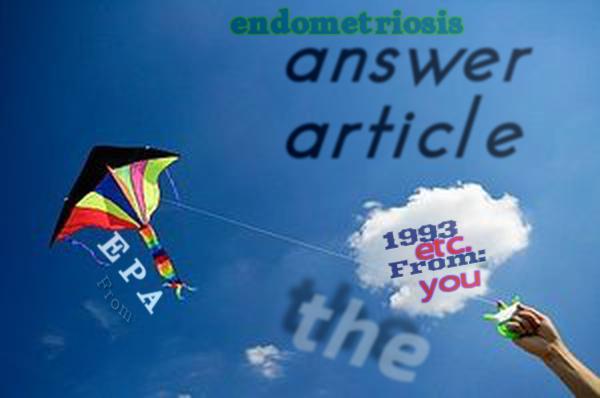 endometriosis
answer
article
1993
etc.
From:
you
EPA
From
the